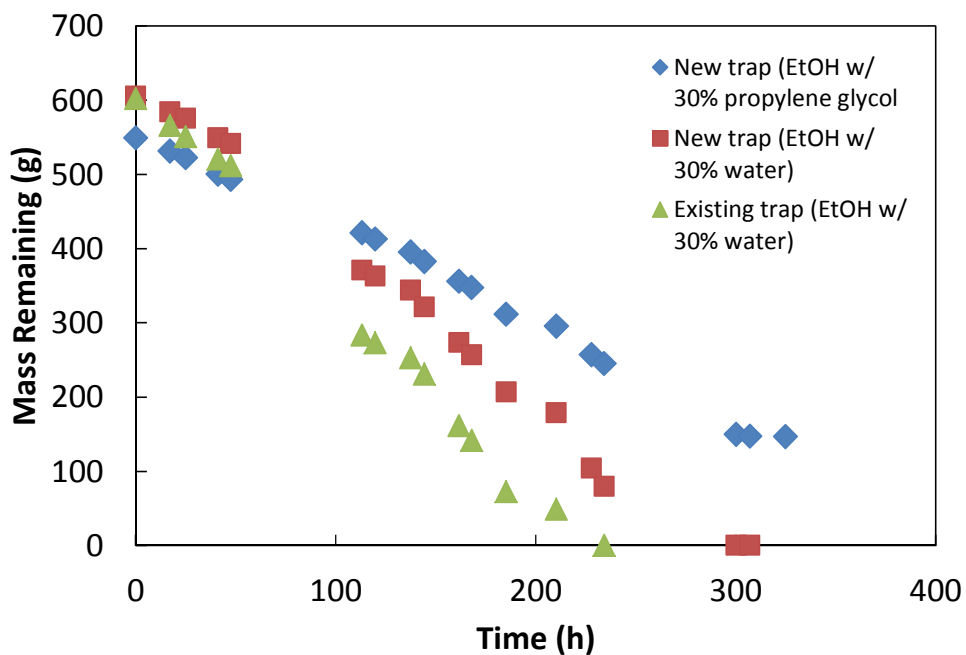 700
600
500
400
300
200
100
0
Mass Remaining (g)
New trap (EtOH w/
30% propylene glycol
New trap (EtOH w/
30% water)
Existing trap (EtOH w/
30% water)
0 100 200 300 400
Time (h)